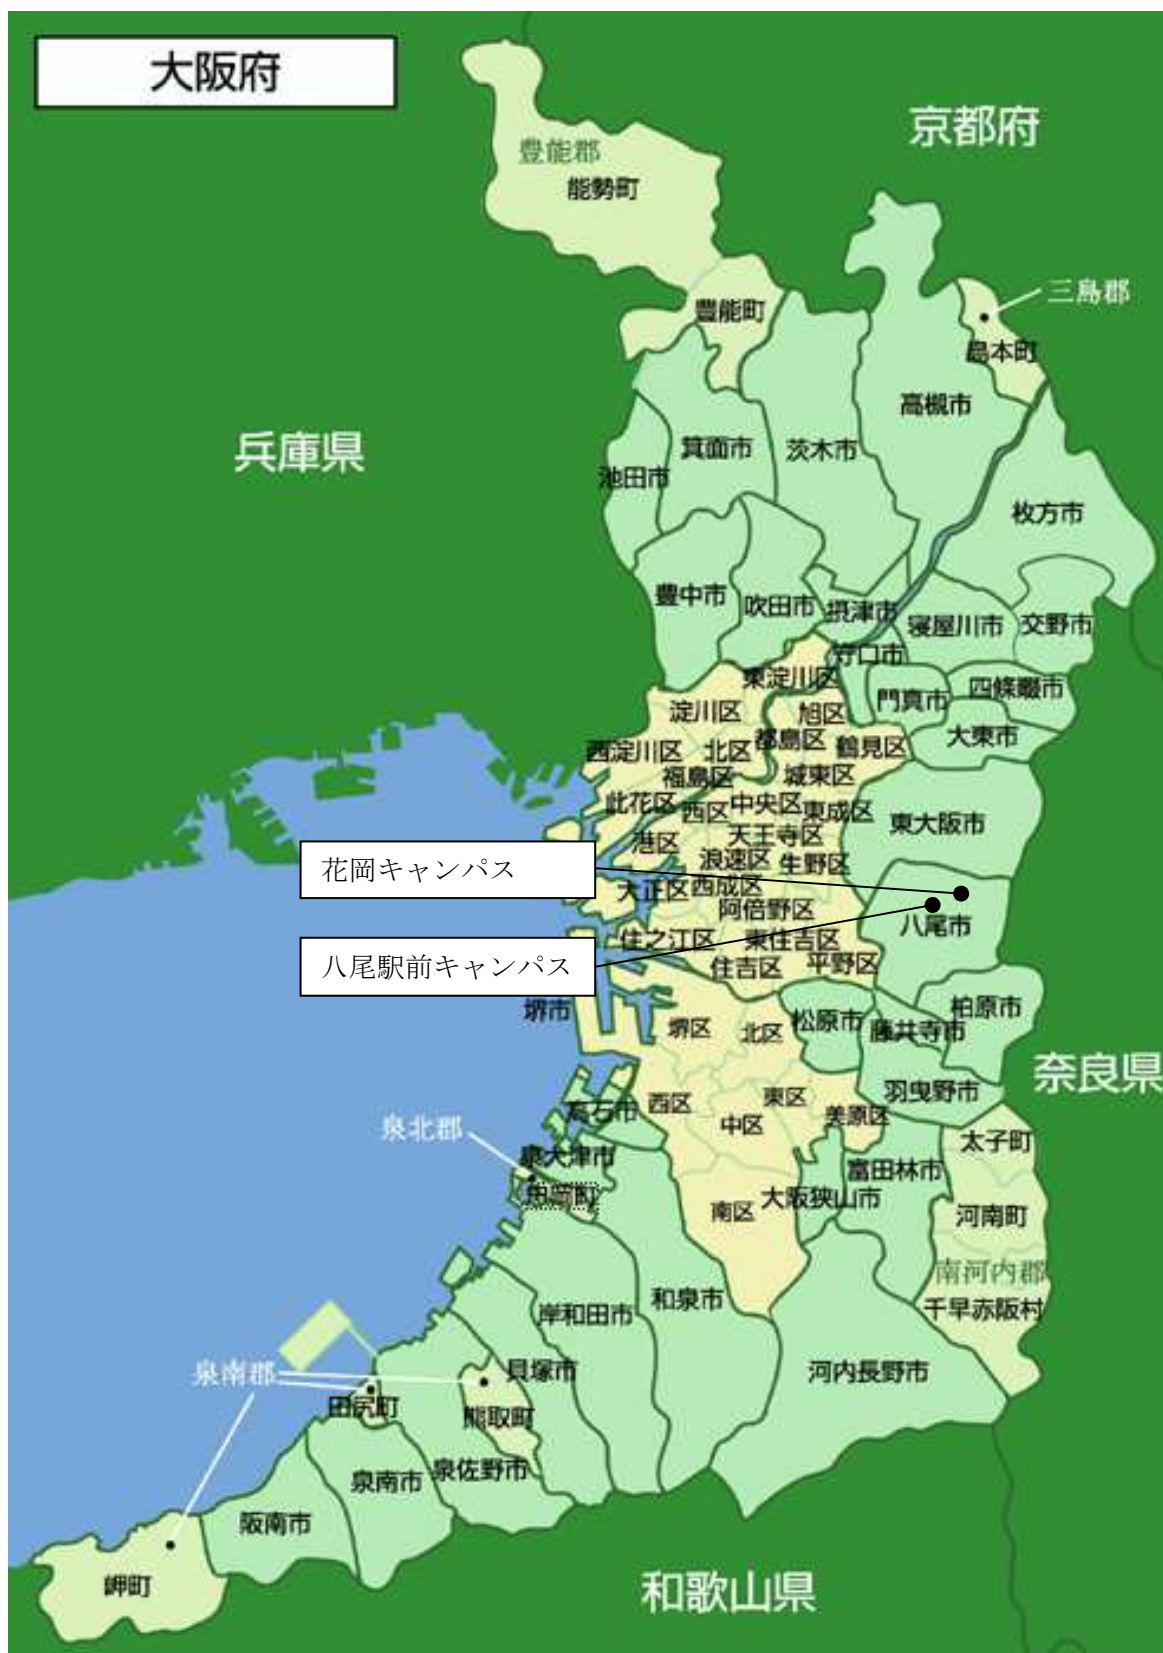 大阪府
京都府
豊能郡
能勢町
三島郡
豊能町
島本町
高槻市
兵庫県
箕面市
茨木市
池田市
枚方市
豊中市
吹田市
摂津市
寝屋川市
交野市
守口市
東淀川区
門真市
四條畷市
淀川区
旭区
大東市
西淀川区
北区
都島区
鶴見区
福島区
城東区
此花区
西区
中央区
東成区
東大阪市
港区
天王寺区
浪速区
生野区
花岡キャンパス
大正区
西成区
阿倍野区
八尾市
住之江区
東住吉区
八尾駅前キャンパス
住吉区
平野区
堺市
堺区
北区
松原市
藤井寺市
柏原市
奈良県
羽曳野市
西区
東区
高石市
美原区
中区
泉北郡
太子町
泉大津市
富田林市
大阪狭山市
南区
河南町
南河内郡
和泉市
千早赤阪村
岸和田市
泉南郡
貝塚市
河内長野市
田尻町
熊取町
泉佐野市
泉南市
阪南市
岬町
和歌山県